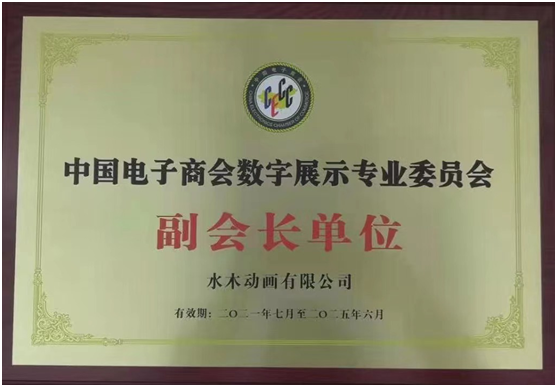 CECC
中国电子商会数字展示专业委员会
副会长单位
水木动画有限公司
有效期：二〇二一年七月至二〇二五年六月